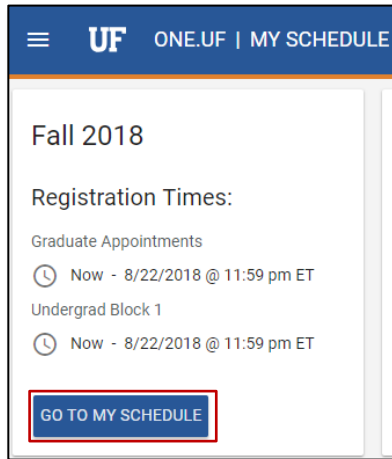 UF ONE.UF | MY SCHEDULE
Fall 2018
Registration Times:
Graduate Appointments
Now - 8/22/2018 @ 11:59 pm ET
Undergrad Block 1
Now - 8/22/2018 @ 11:59 pm ET
GO TO MY SCHEDULE